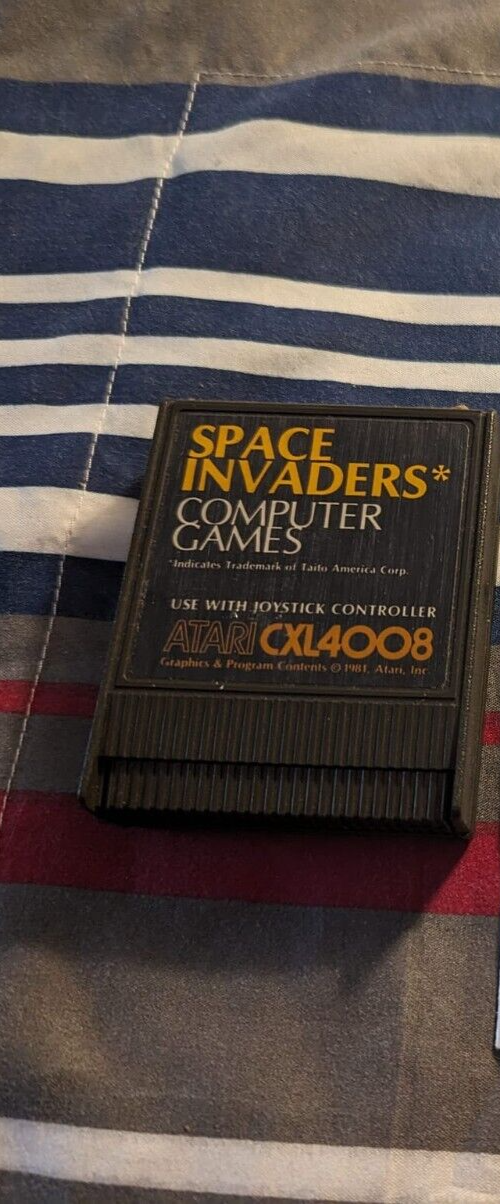 SPACE
INVADERS*
COMPUTER
GAMES
*Indicates Trademark of Taito America Corp.
USE WITH JOYSTICK CONTROLLER
ATARI CXL4008
Graphics & Program Contents © 1981, Atari, Inc.